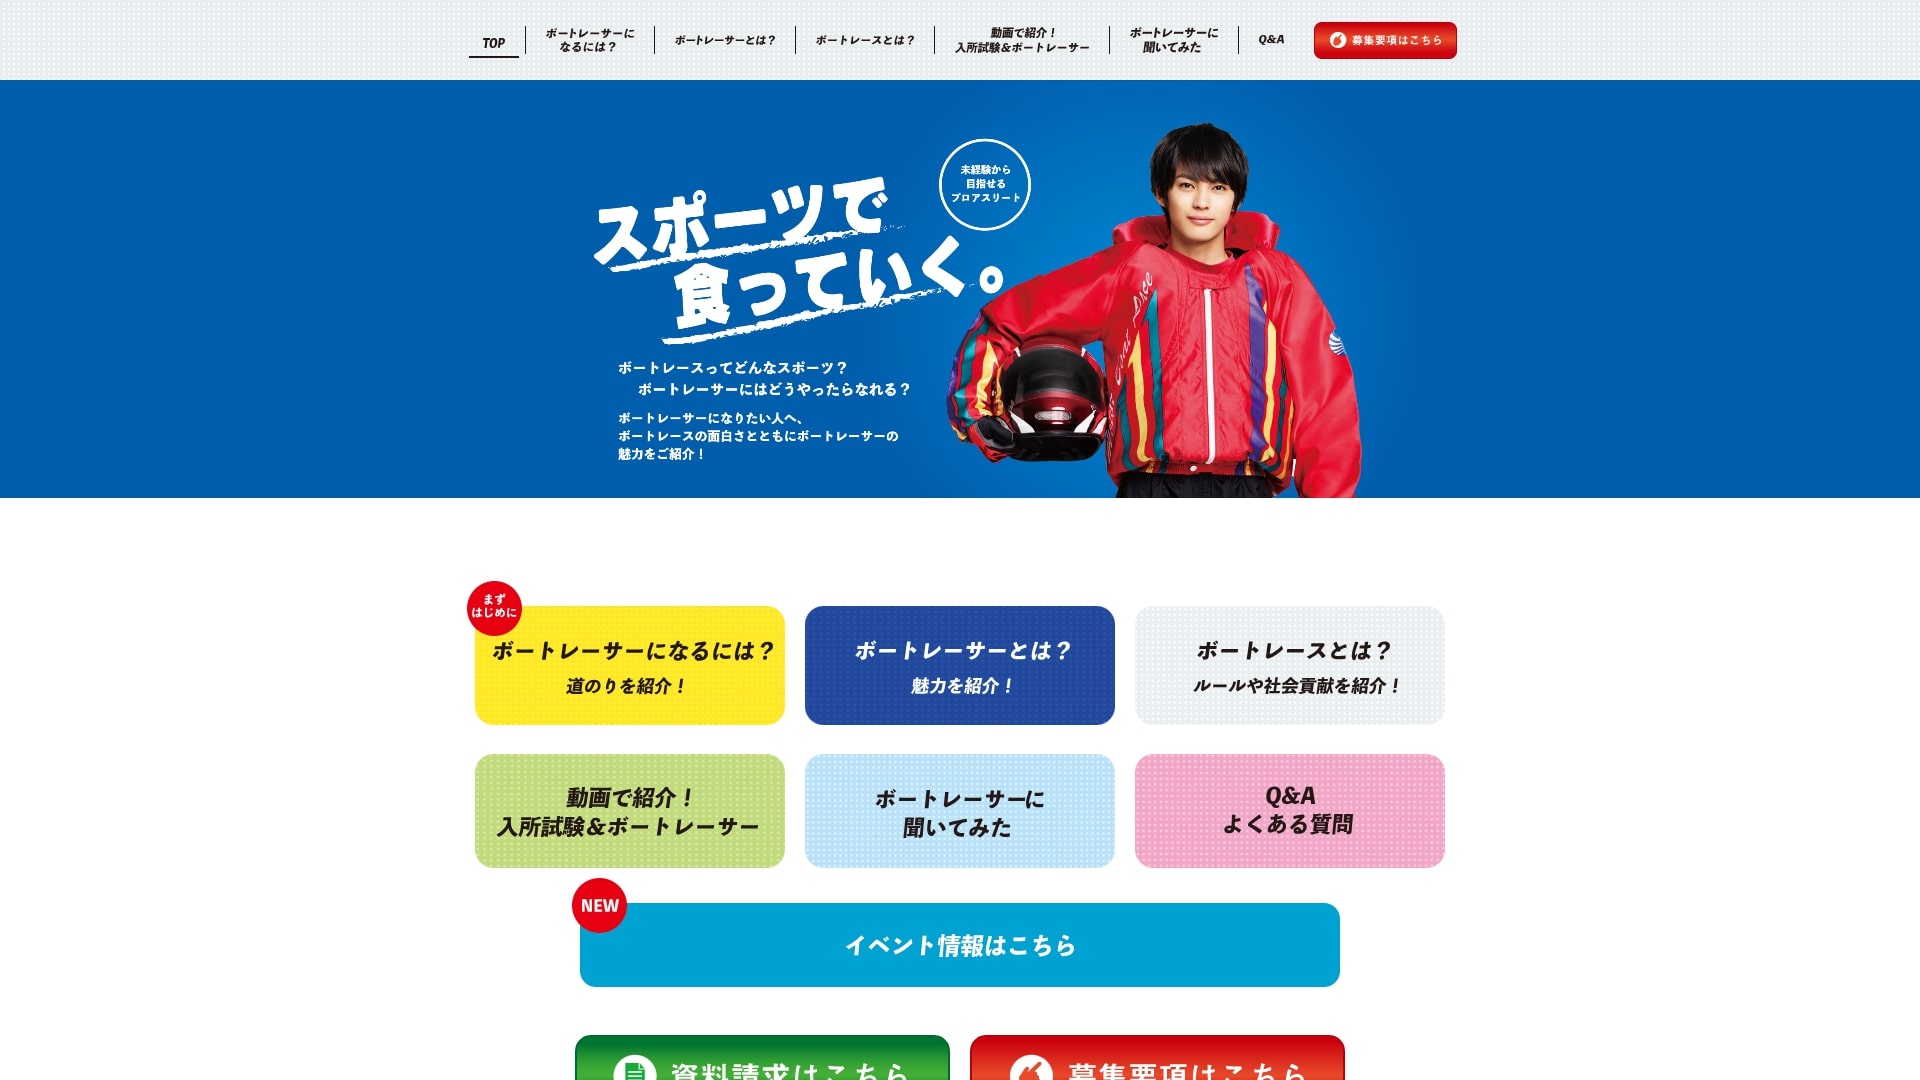 TOP
ボートレーサーに
なるには？
ボートレーサーとは？
ボートレースとは？
動画で紹介！
入所試験&ボートレーサー
ボートレーサーに
聞いてみた
Q&A
募集要項はこちら
未経験から
目指せる
プロアスリート
スポーツで
食っていく。
ボートレースってどんなスポーツ？
ボートレーサーにはどうやったらなれる？
ボートレーサーになりたい人へ、
ボートレースの面白さとともにボートレーサーの
魅力をご紹介！
Boat Race
まず
はじめに
ボートレーサーになるには？
道のりを紹介！
ボートレーサーとは？
魅力を紹介！
ボートレースとは？
ルールや社会貢献を紹介！
動画で紹介！
入所試験&ボートレーサー
ボートレーサーに
聞いてみた
Q&A
よくある質問
NEW
イベント情報はこちら
資料請求はこちら
募集要項はこちら